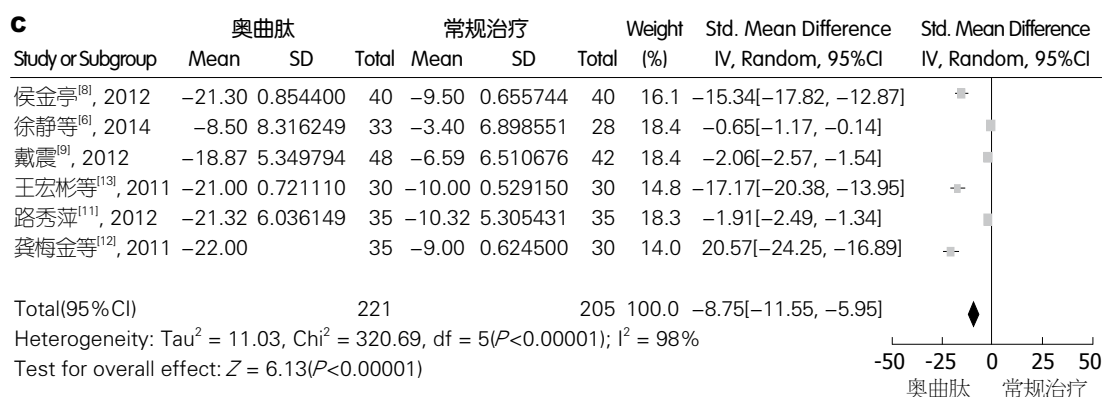 c 奥曲肽 常规治疗 Weight Std. Mean Difference Std. Mean Difference
Study or Subgroup Mean SD Total Mean SD Total (%) IV, Random, 95%CI IV, Random, 95%CI
侯金亭[8], 2012 −21.30 0.854400 40 −9.50 0.655744 40 16.1 −15.34[−17.82, −12.87]
徐静等[6], 2014 −8.50 8.316249 33 −3.40 6.898551 28 18.4 −0.65[−1.17, −0.14]
戴震[9], 2012 −18.87 5.349794 48 −6.59 6.510676 42 18.4 −2.06[−2.57, −1.54]
王宏彬等[13], 2011 −21.00 0.721110 30 −10.00 0.529150 30 14.8 −17.17[−20.38, −13.95]
路秀萍[11], 2012 −21.32 6.036149 35 −10.32 5.305431 35 18.3 −1.91[−2.49, −1.34]
龚梅金等[12], 2011 −22.00 35 −9.00 0.624500 30 14.0 20.57[−24.25, −16.89]
Total(95%CI) 221 205 100.0 −8.75[−11.55, −5.95]
Heterogeneity: Tau² = 11.03, Chi² = 320.69, df = 5(P<0.00001); I² = 98%
Test for overall effect: Z = 6.13(P<0.00001)
-50 -25 0 25 50
奥曲肽 常规治疗